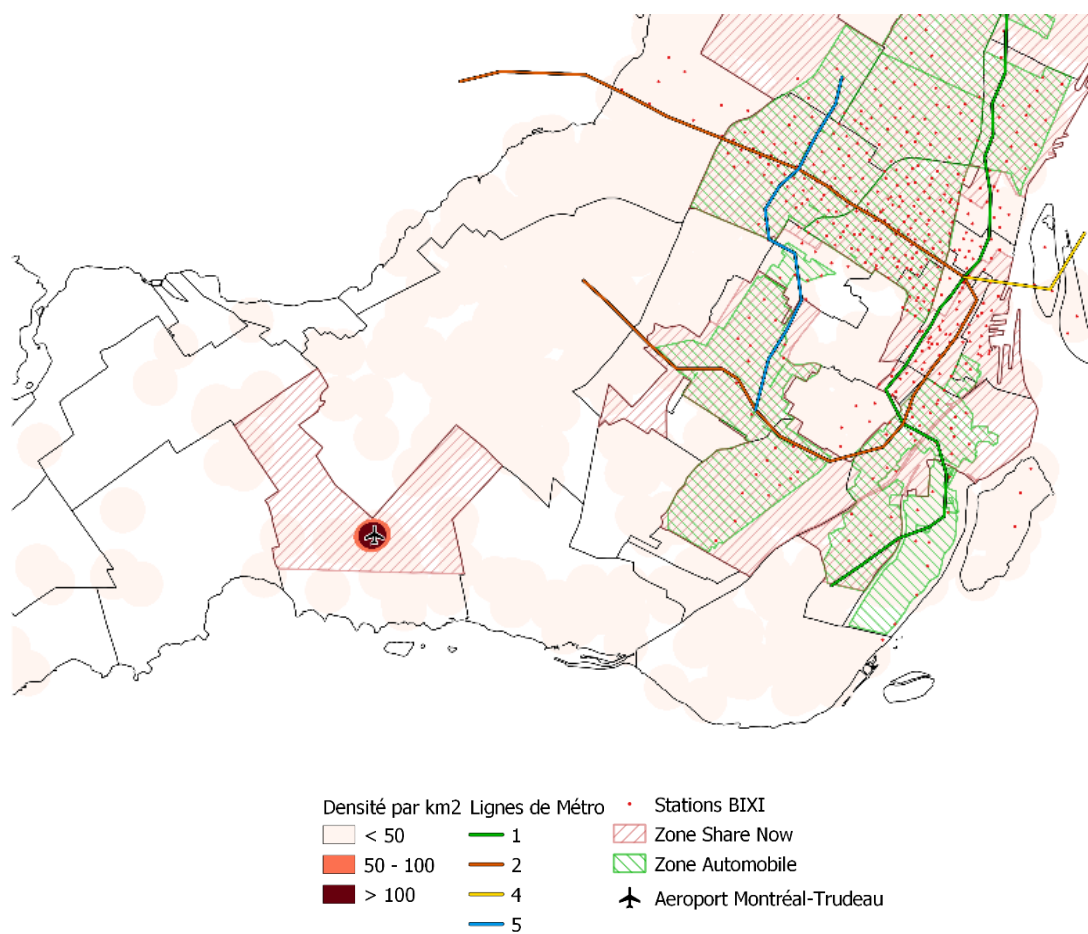 Densité par km2
< 50
50 - 100
> 100
Lignes de Métro
1
2
4
5
Stations BIXI
Zone Share Now
Zone Automobile
Aeroport Montréal-Trudeau